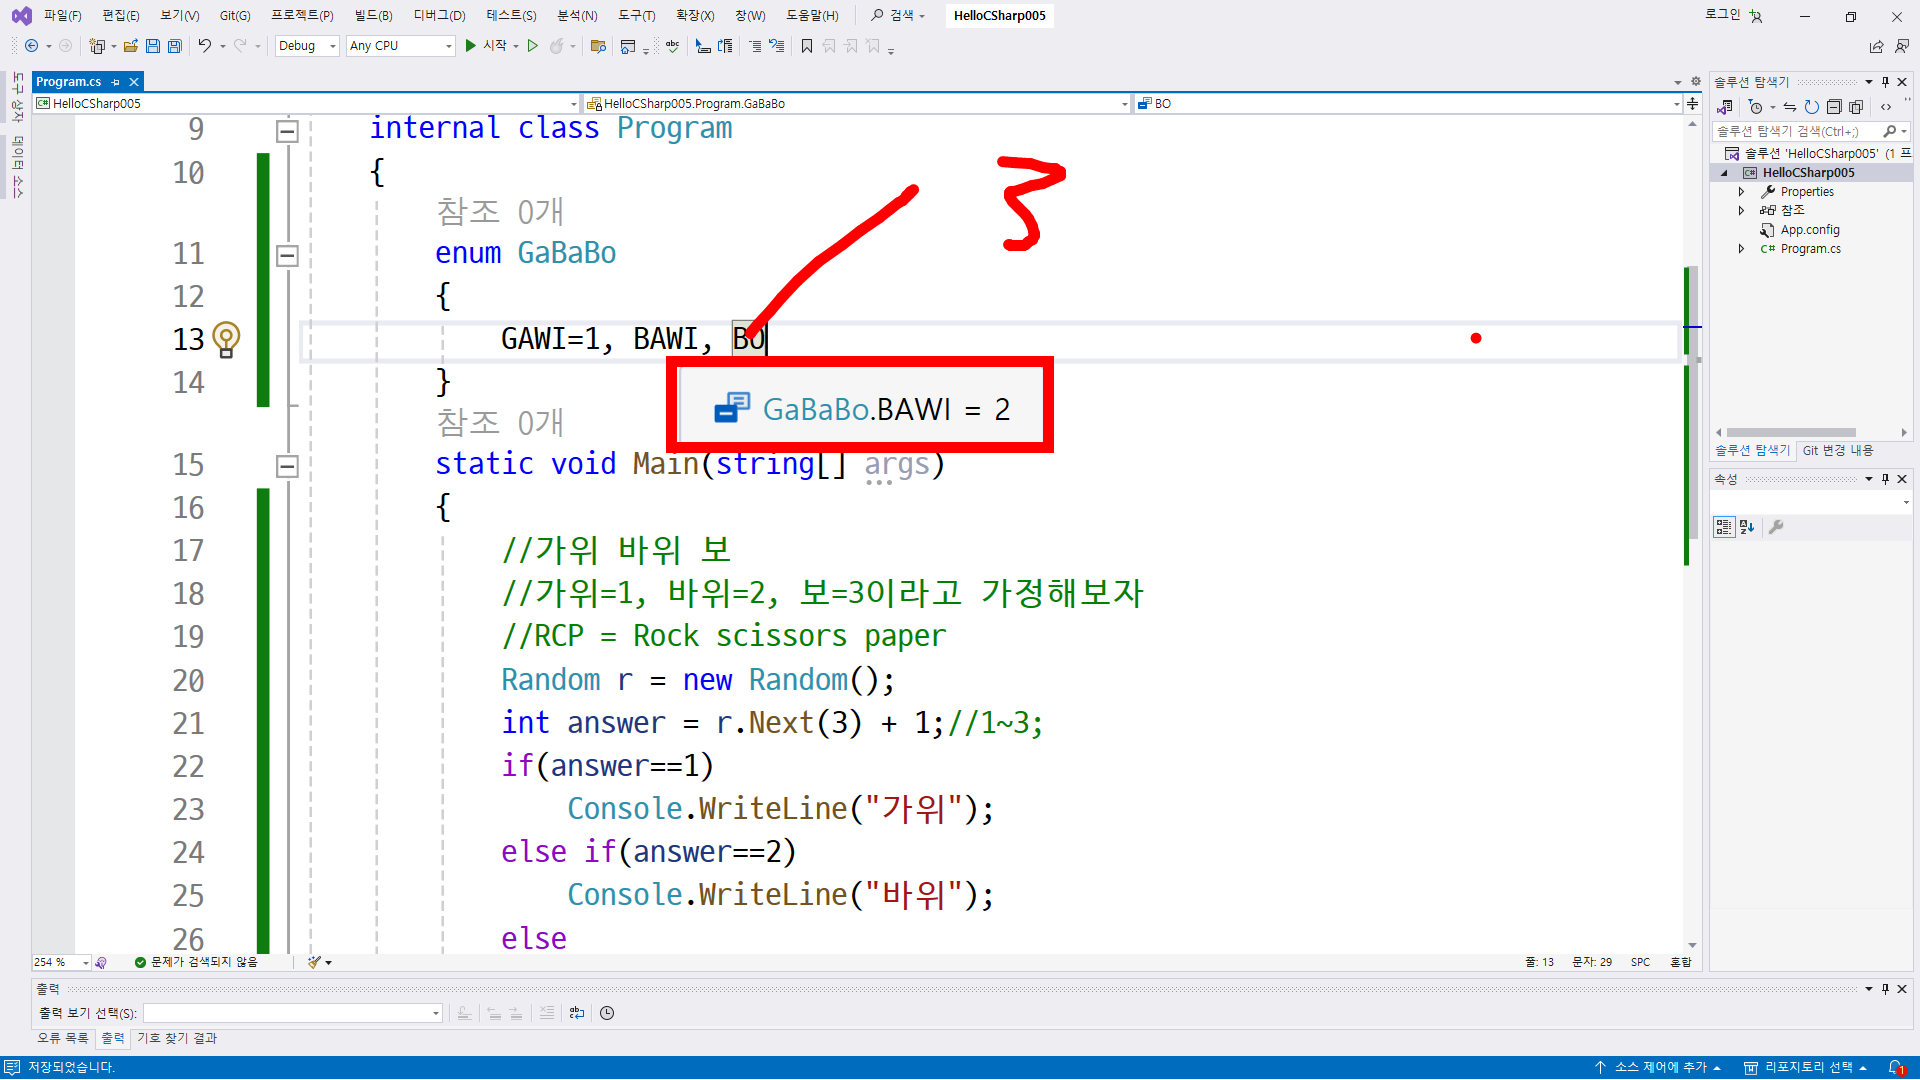 파일(F) 편집(E) 보기(V) Git(G) 프로젝트(P) 빌드(B) 디버그(D) 테스트(S) 분석(N) 도구(T) 확장(X) 창(W) 도움말(H) 검색 HelloCSharp005 로그인
Debug Any CPU 시작
도구 상자
데이터 소스
Program.cs
HelloCSharp005 HelloCSharp005.Program.GaBaBo BO
9 internal class Program
10 {
참조 0개
11 enum GaBaBo
12 {
13 GAWI=1, BAWI, BO
3
GaBaBo.BAWI = 2
14 }
참조 0개
15 static void Main(string[] args)
16 {
17 //가위 바위 보
18 //가위=1, 바위=2, 보=3이라고 가정해보자
19 //RCP = Rock scissors paper
20 Random r = new Random();
21 int answer = r.Next(3) + 1;//1~3;
22 if(answer==1)
23 Console.WriteLine("가위");
24 else if(answer==2)
25 Console.WriteLine("바위");
26 else
254 % 문제가 검색되지 않음 줄: 13 문자: 29 SPC 혼합
솔루션 탐색기
솔루션 탐색기 검색(Ctrl+;)
솔루션 'HelloCSharp005' (1 프
HelloCSharp005
Properties
참조
App.config
Program.cs
솔루션 탐색기 Git 변경 내용
속성
출력
출력 보기 선택(S):
오류 목록 출력 기호 찾기 결과
저장되었습니다. 소스 제어에 추가 리포지토리 선택 1